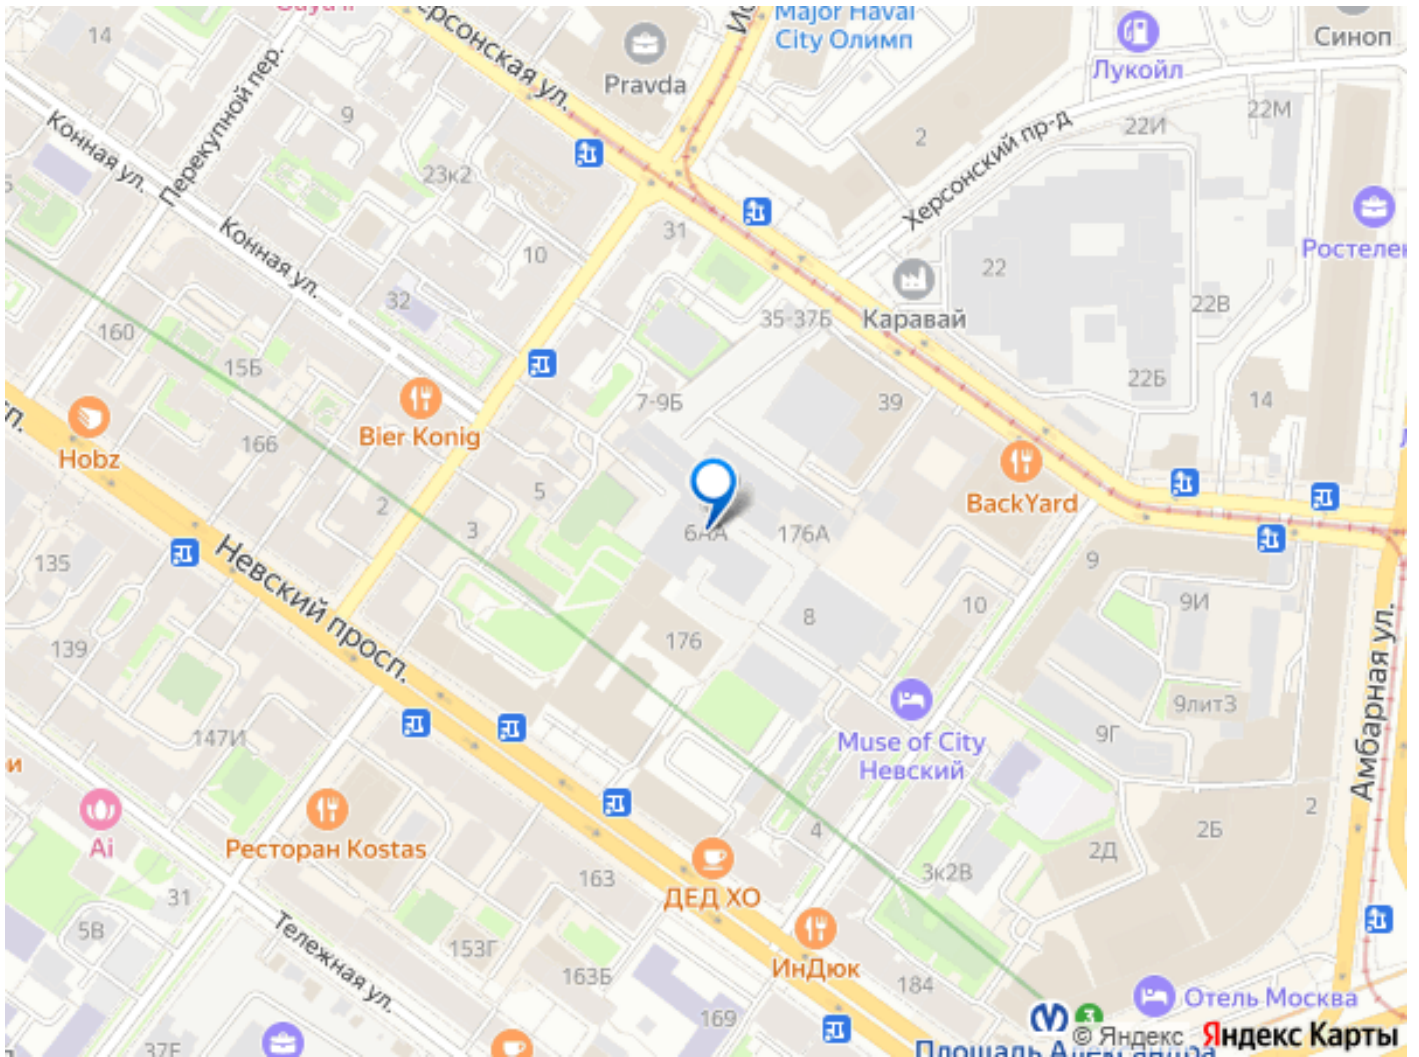 14
Перекупной пер.
9
Херсонская ул.
Pravda
Major Haval
City Олимп
Лукойл
Синоп
2
22И
22М
Херсонский пр-д
Конная ул.
23к2
Конная ул.
31
10
32
22
Каравай
35-37Б
22В
22Б
14
160
15Б
7-9Б
39
Bier Konig
Hobz
166
BackYard
5
2
3
6АА
176А
9
135
Невский просп.
8
10
9И
139
176
Амбарная ул.
9лит3
147И
9Г
Muse of City
Невский
2
2Б
Ai
Ресторан Kostas
4
2Д
3к2В
163
ДЕД ХО
31
5В
Тележная ул.
153Г
163Б
ИнДюк
184
Отель Москва
169
3
© Яндекс
Яндекс Карты